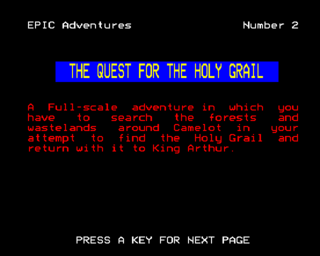 EPIC Adventures Number 2
THE QUEST FOR THE HOLY GRAIL
A Full-scale adventure in which you
have to search the forests and
wastelands around Camelot in your
attempt to find the Holy Grail and
return with it to King Arthur.
PRESS A KEY FOR NEXT PAGE